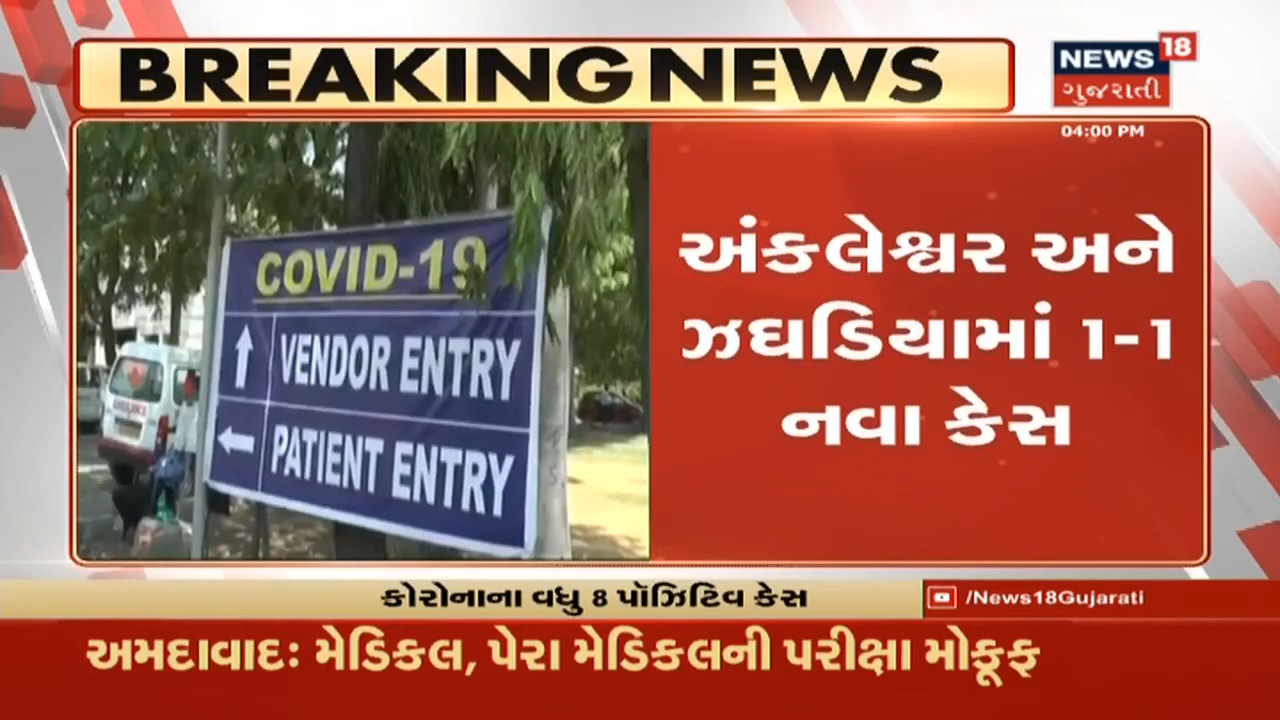 BREAKING NEWS
NEWS 18
ગુજરાતી
04:00 PM
COVID-19
VENDOR ENTRY
PATIENT ENTRY
AMBULANCE
અંકલેશ્વર અને
ઝઘડિયામાં 1-1
નવા કેસ
કોરોનાના વધુ 8 પૉઝિટિવ કેસ
/News18Gujarati
અમદાવાદઃ મેડિકલ, પેરા મેડિકલની પરીક્ષા મોકૂફ